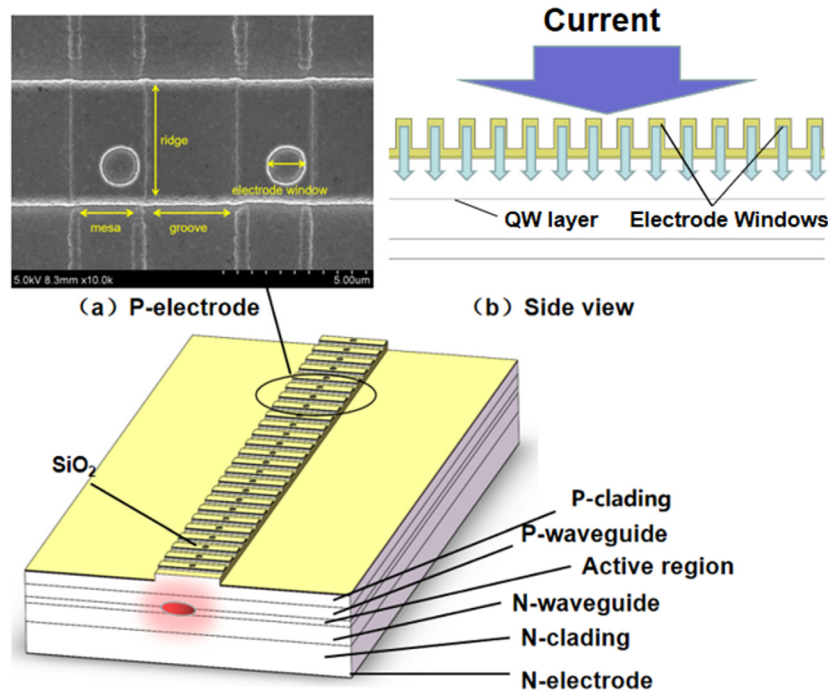 Current
ridge
electrode window
mesa
groove
5.0kV 8.3mm x10.0k
5.00um
QW layer
Electrode Windows
(a) P-electrode
(b) Side view
SiO2
P-clading
P-waveguide
Active region
N-waveguide
N-clading
N-electrode